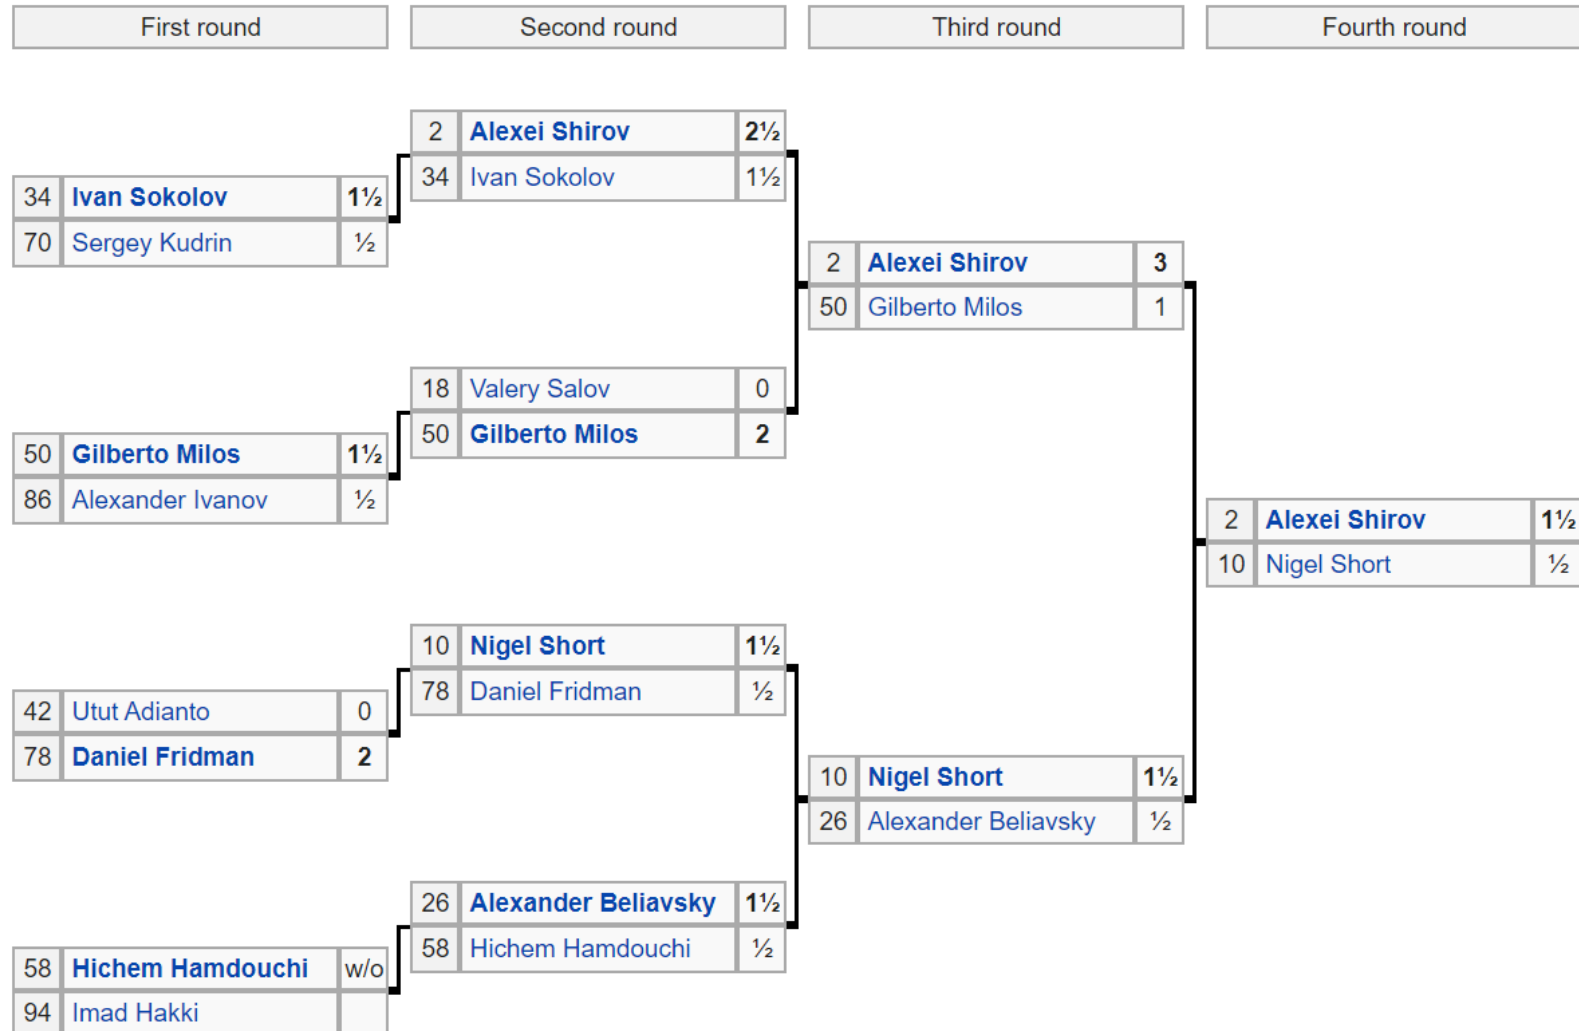 First round Second round Third round Fourth round
2 Alexei Shirov 2½
34 Ivan Sokolov 1½
34 Ivan Sokolov 1½
70 Sergey Kudrin ½
2 Alexei Shirov 3
50 Gilberto Milos 1
18 Valery Salov 0
50 Gilberto Milos 2
50 Gilberto Milos 1½
86 Alexander Ivanov ½
2 Alexei Shirov 1½
10 Nigel Short ½
10 Nigel Short 1½
78 Daniel Fridman ½
42 Utut Adianto 0
78 Daniel Fridman 2
10 Nigel Short 1½
26 Alexander Beliavsky ½
26 Alexander Beliavsky 1½
58 Hichem Hamdouchi ½
58 Hichem Hamdouchi w/o
94 Imad Hakki